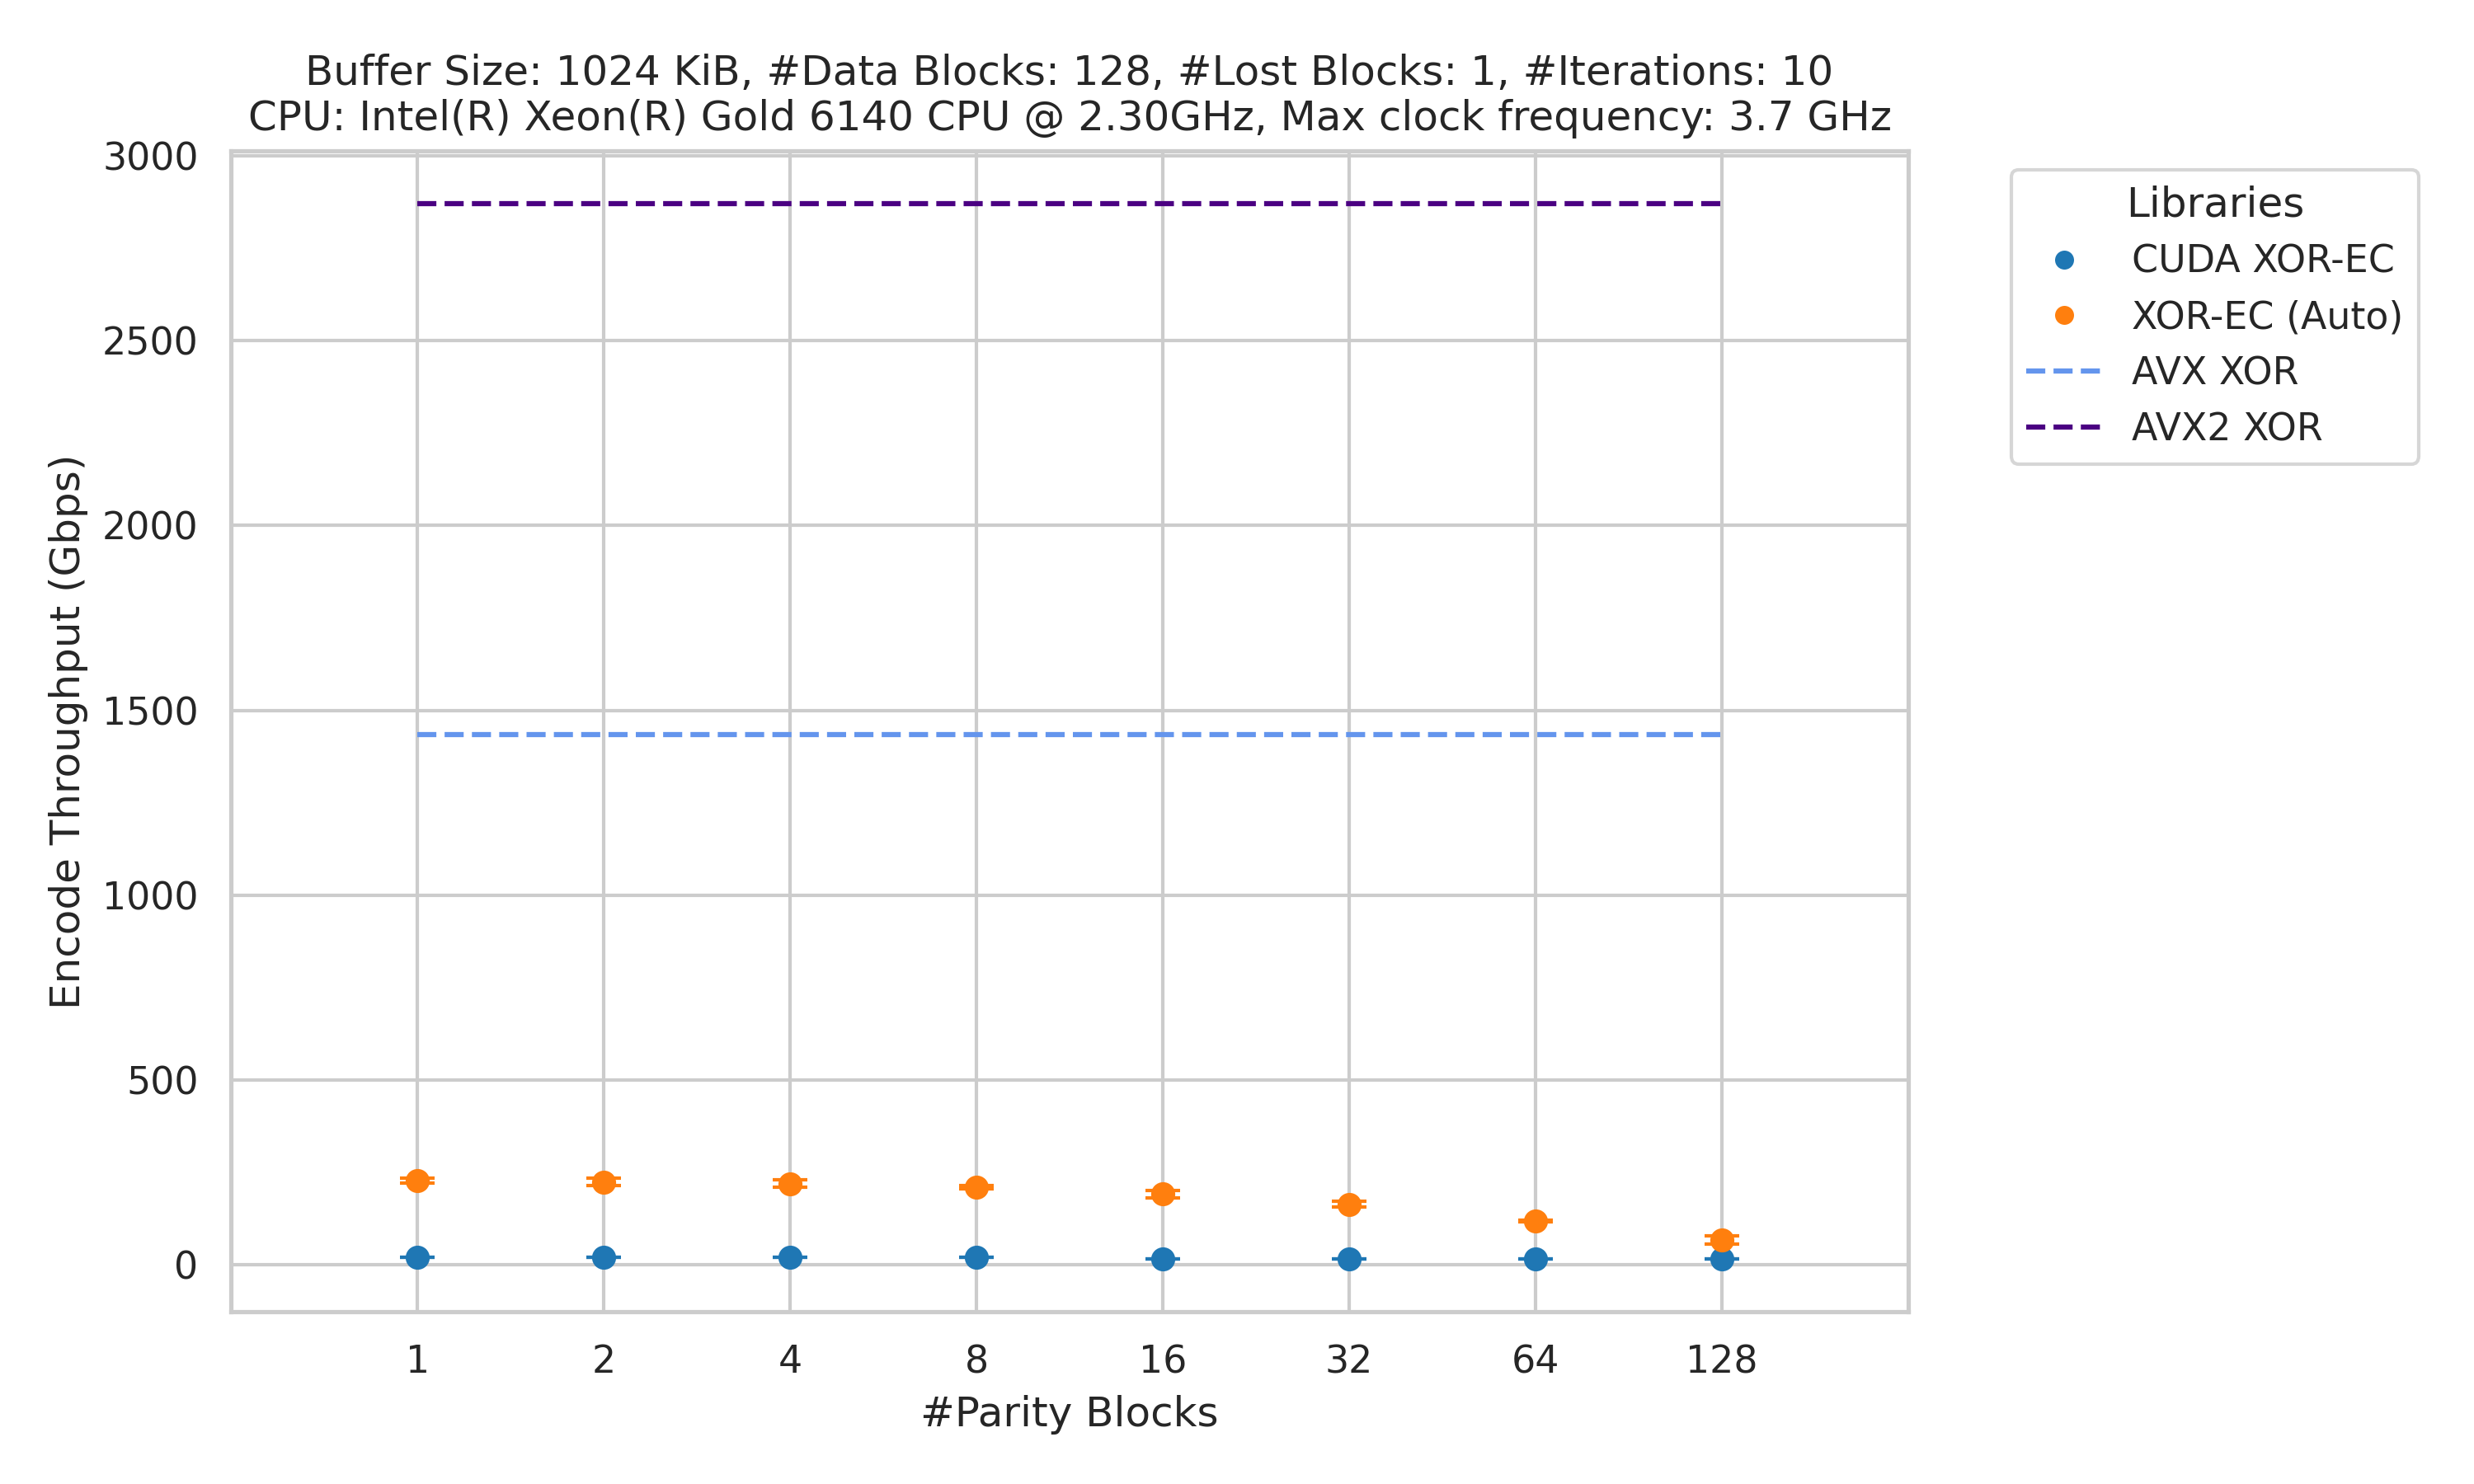 Buffer Size: 1024 KiB, #Data Blocks: 128, #Lost Blocks: 1, #Iterations: 10
CPU: Intel(R) Xeon(R) Gold 6140 CPU @ 2.30GHz, Max clock frequency: 3.7 GHz
Encode Throughput (Gbps)
3000
2500
2000
1500
1000
500
0
1 2 4 8 16 32 64 128
#Parity Blocks
Libraries
CUDA XOR-EC
XOR-EC (Auto)
AVX XOR
AVX2 XOR